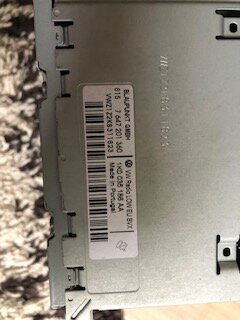 BLAUPUNKT GMBH
815 7 647 201 360
VWZ1Z2K8311823
VW Radio LOW EU BVX
1K0 035 186 AA
Made in Portugal